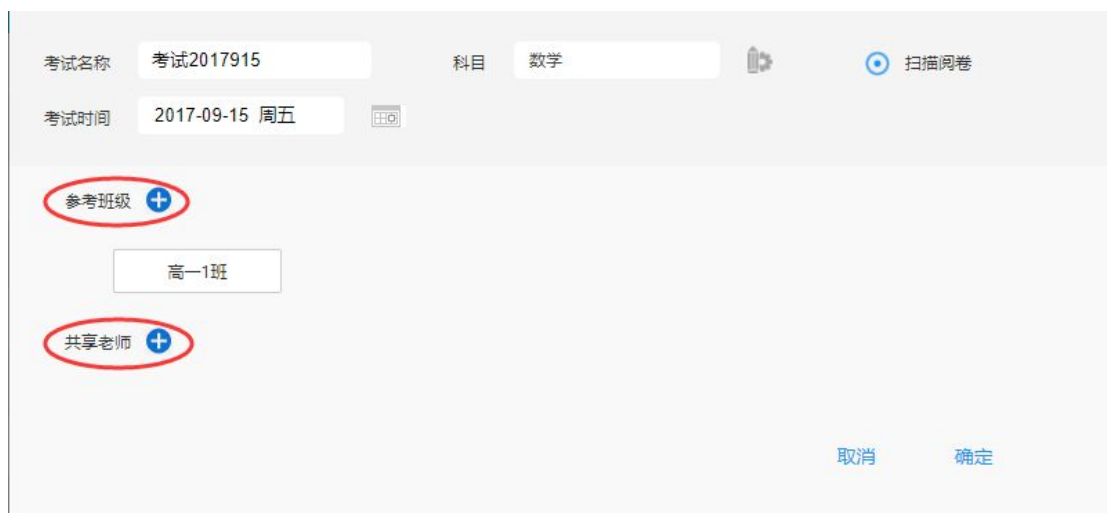 考试名称 考试2017915 科目 数学 扫描阅卷
考试时间 2017-09-15 周五
参考班级
高一1班
共享老师
取消 确定